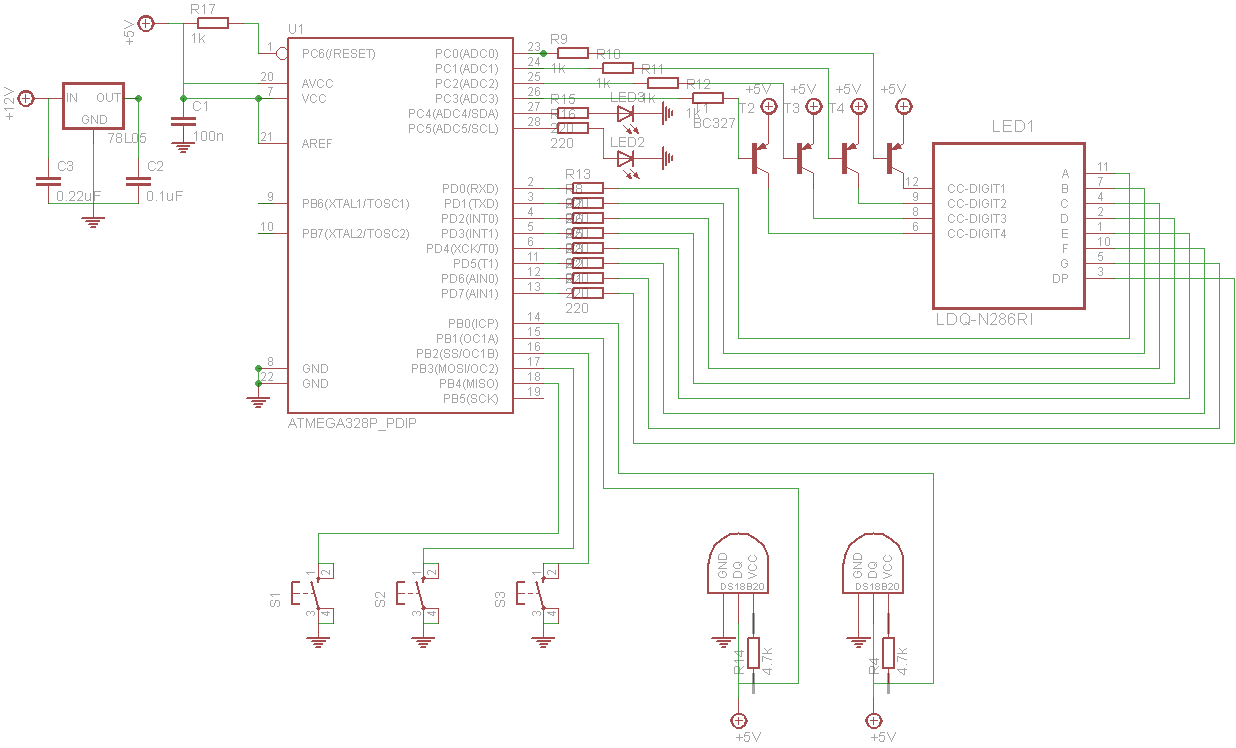 +5V
R17
1k
U1
1 PC6(/RESET)
20 AVCC
7 VCC
21 AREF
9 PB6(XTAL1/TOSC1)
10 PB7(XTAL2/TOSC2)
8 GND
22 GND
ATMEGA328P_PDIP
+12V
IN OUT
GND
78L05
C3
0.22uF
C2
0.1uF
C1
100n
PC0(ADC0) 23
PC1(ADC1) 24
PC2(ADC2) 25
PC3(ADC3) 26
PC4(ADC4/SDA) 27
PC5(ADC5/SCL) 28
PD0(RXD) 2
PD1(TXD) 3
PD2(INT0) 4
PD3(INT1) 5
PD4(XCK/T0) 6
PD5(T1) 11
PD6(AIN0) 12
PD7(AIN1) 13
PB0(ICP) 14
PB1(OC1A) 15
PB2(SS/OC1B) 16
PB3(MOSI/OC2) 17
PB4(MISO) 18
PB5(SCK) 19
R9
1k
R10
1k
R11
1k
R12
1k
R15
R16
220
220
LED3
LED2
R13
220
BC327
+5V
+5V
+5V
+5V
T2
T3
T4
LED1
12 CC-DIGIT1
9 CC-DIGIT2
8 CC-DIGIT3
6 CC-DIGIT4
A 11
B 7
C 4
D 2
E 1
F 10
G 5
DP 3
LDQ-N286RI
S1
1 2
3 4
S2
1 2
3 4
S3
1 2
3 4
GND
DQ
VCC
DS18B20
R14
4.7k
+5V
GND
DQ
VCC
DS18B20
R4
4.7k
+5V